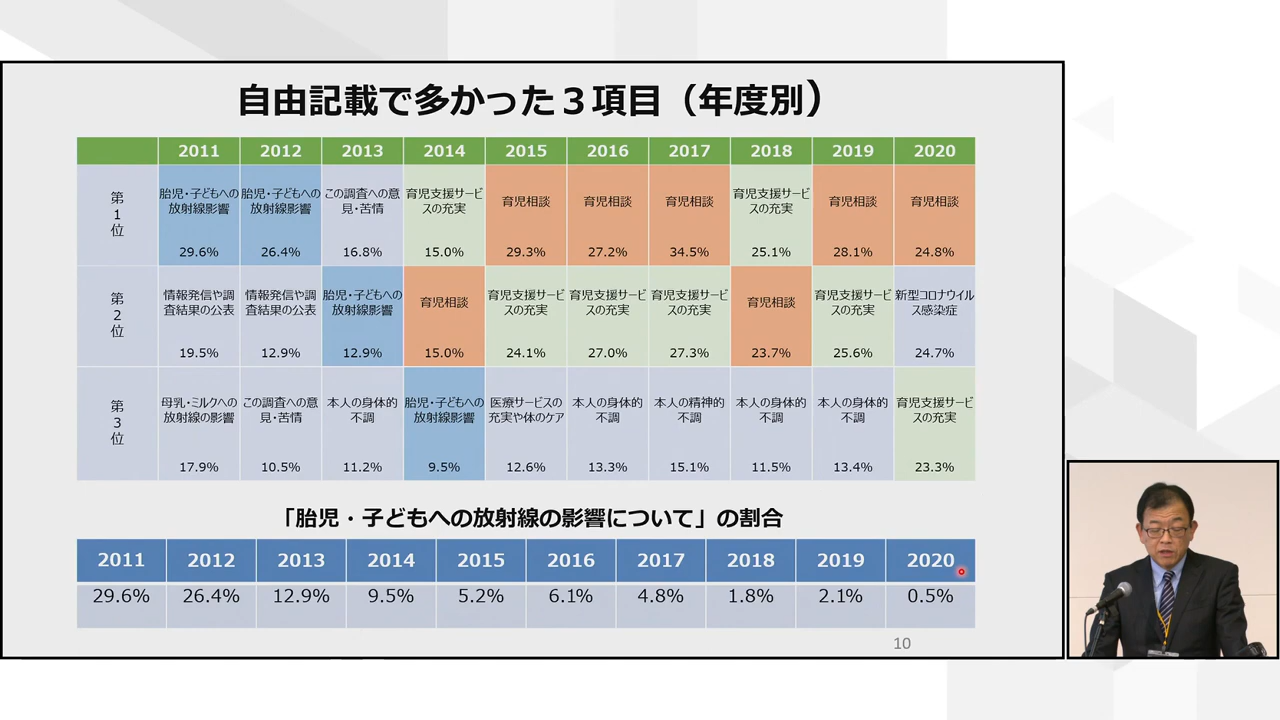 自由記載で多かった３項目（年度別）
2011 2012 2013 2014 2015 2016 2017 2018 2019 2020
第1位
胎児・子どもへの放射線影響 29.6%
胎児・子どもへの放射線影響 26.4%
この調査への意見・苦情 16.8%
育児支援サービスの充実 15.0%
育児相談 29.3%
育児相談 27.2%
育児相談 34.5%
育児支援サービスの充実 25.1%
育児相談 28.1%
育児相談 24.8%
第2位
情報発信や調査結果の公表 19.5%
情報発信や調査結果の公表 12.9%
胎児・子どもへの放射線影響 12.9%
育児相談 15.0%
育児支援サービスの充実 24.1%
育児支援サービスの充実 27.0%
育児支援サービスの充実 27.3%
育児相談 23.7%
育児支援サービスの充実 25.6%
新型コロナウイルス感染症 24.7%
第3位
母乳・ミルクへの放射線の影響 17.9%
この調査への意見・苦情 10.5%
本人の身体的不調 11.2%
胎児・子どもへの放射線影響 9.5%
医療サービスの充実や体のケア 12.6%
本人の身体的不調 13.3%
本人の精神的不調 15.1%
本人の身体的不調 11.5%
本人の身体的不調 13.4%
育児支援サービスの充実 23.3%
「胎児・子どもへの放射線の影響について」の割合
2011 2012 2013 2014 2015 2016 2017 2018 2019 2020
29.6% 26.4% 12.9% 9.5% 5.2% 6.1% 4.8% 1.8% 2.1% 0.5%
10